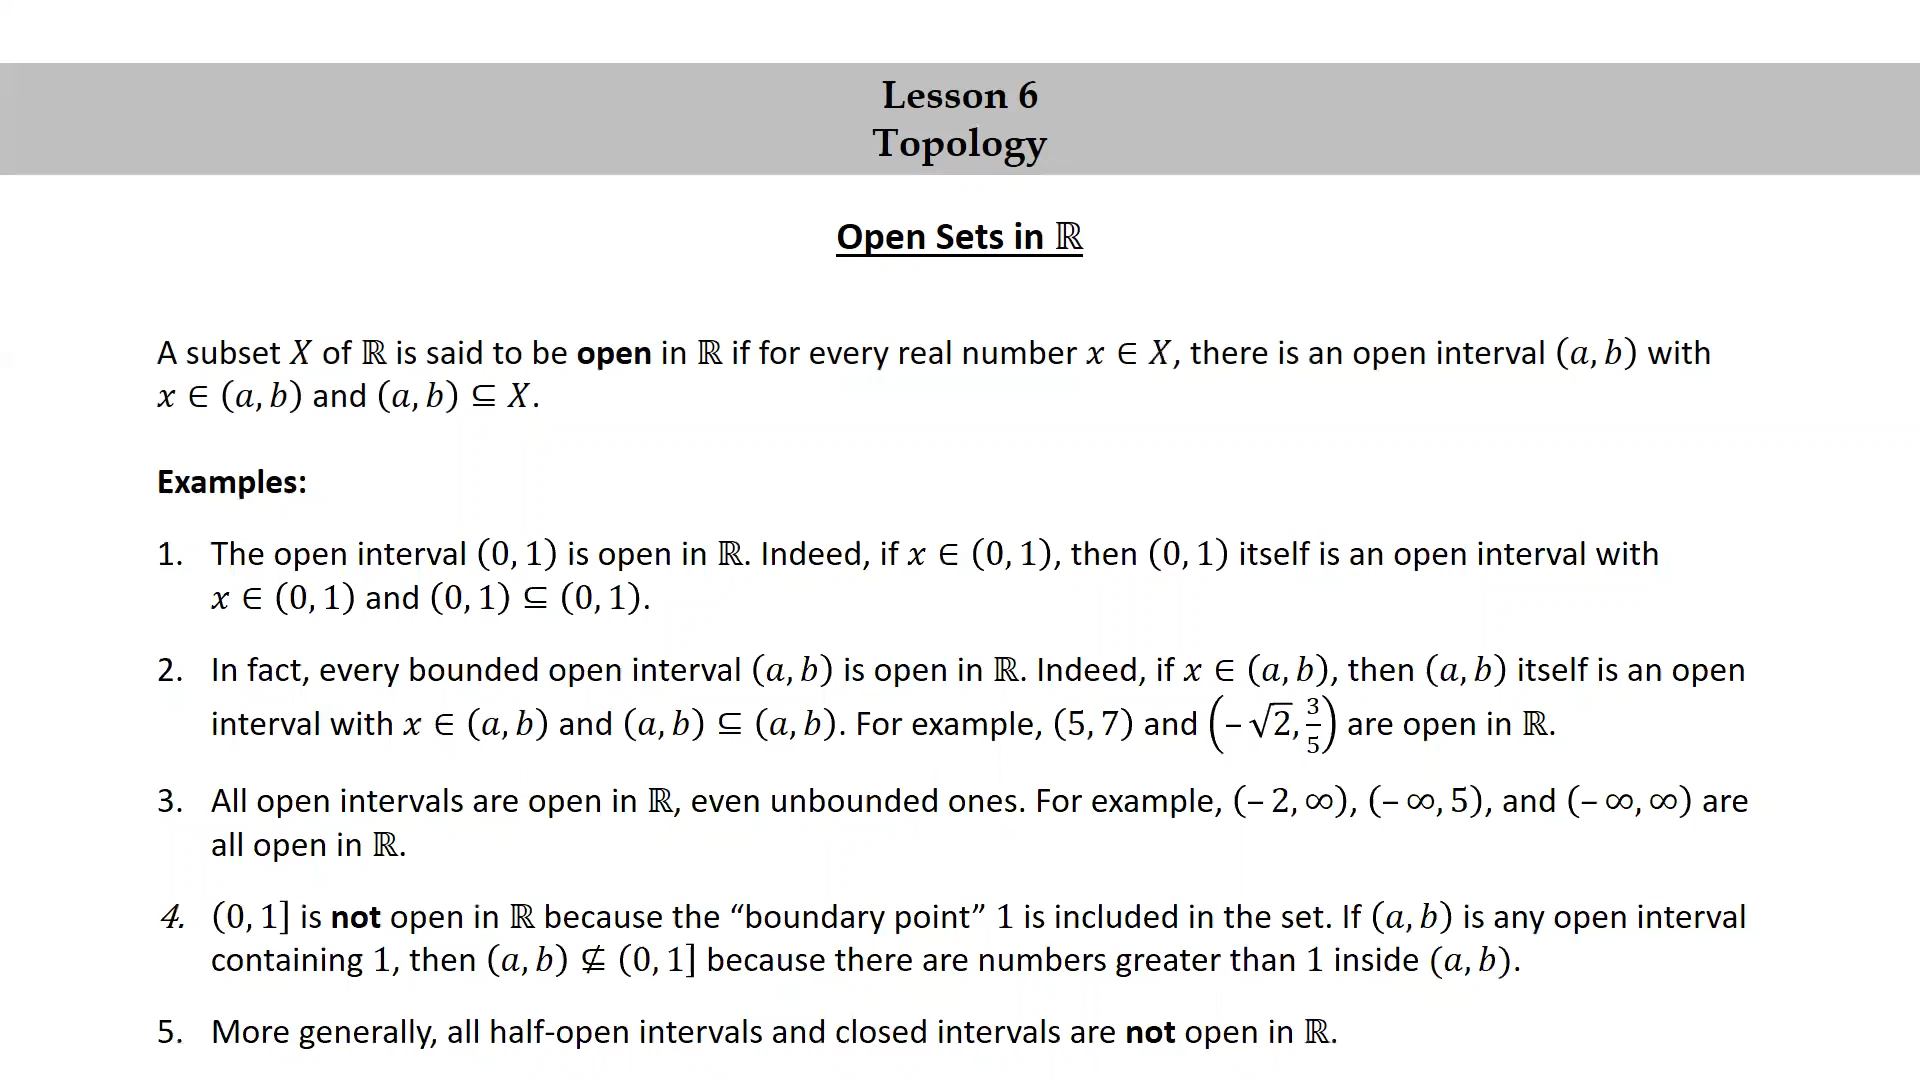 Lesson 6
Topology
Open Sets in ℝ
A subset X of ℝ is said to be open in ℝ if for every real number x ∈ X, there is an open interval (a, b) with
x ∈ (a, b) and (a, b) ⊆ X.
Examples:
1. The open interval (0, 1) is open in ℝ. Indeed, if x ∈ (0, 1), then (0, 1) itself is an open interval with
x ∈ (0, 1) and (0, 1) ⊆ (0, 1).
2. In fact, every bounded open interval (a, b) is open in ℝ. Indeed, if x ∈ (a, b), then (a, b) itself is an open
interval with x ∈ (a, b) and (a, b) ⊆ (a, b). For example, (5, 7) and (– √2, 3/5) are open in ℝ.
3. All open intervals are open in ℝ, even unbounded ones. For example, (– 2, ∞), (– ∞, 5), and (– ∞, ∞) are
all open in ℝ.
4. (0, 1] is not open in ℝ because the “boundary point” 1 is included in the set. If (a, b) is any open interval
containing 1, then (a, b) ⊈ (0, 1] because there are numbers greater than 1 inside (a, b).
5. More generally, all half-open intervals and closed intervals are not open in ℝ.